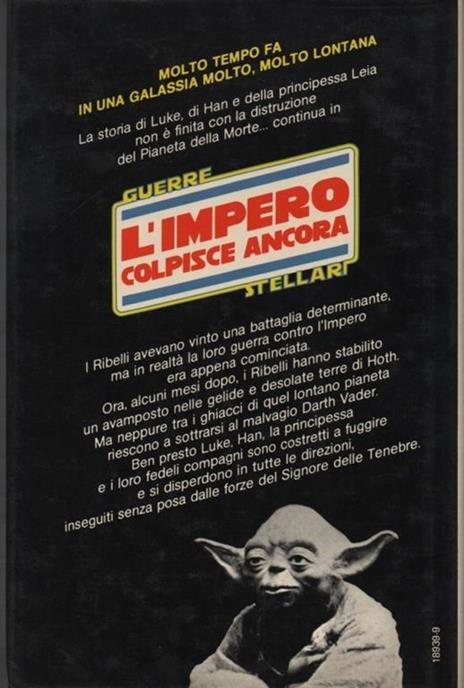 MOLTO TEMPO FA
IN UNA GALASSIA MOLTO, MOLTO LONTANA
La storia di Luke, di Han e della principessa Leia
non è finita con la distruzione
del Pianeta della Morte... continua in
GUERRE
L'IMPERO
COLPISCE ANCORA
STELLARI
I Ribelli avevano vinto una battaglia determinante,
ma in realtà la loro guerra contro l'Impero
era appena cominciata.
Ora, alcuni mesi dopo, i Ribelli hanno stabilito
un avamposto nelle gelide e desolate terre di Hoth.
Ma neppure tra i ghiacci di quel lontano pianeta
riescono a sottrarsi al malvagio Darth Vader.
Ben presto Luke, Han, la principessa
e i loro fedeli compagni sono costretti a fuggire
e si disperdono in tutte le direzioni,
inseguiti senza posa dalle forze del Signore delle Tenebre.
18939-9